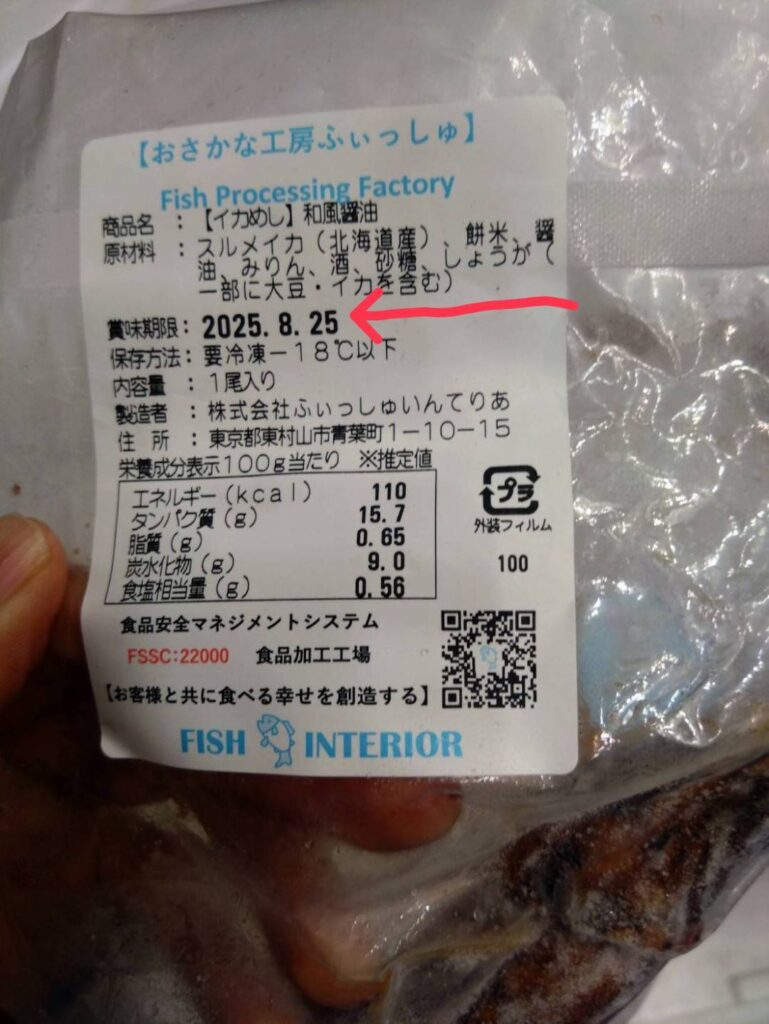 【おさかな工房ふぃっしゅ】
Fish Processing Factory
商品名 : 【イカめし】和風醤油
原材料 : スルメイカ（北海道産）、餅米、醤
油、みりん、酒、砂糖、しょうが（
一部に大豆・イカを含む）
賞味期限: 2025. 8. 25
保存方法: 要冷凍－１８℃以下
内容量 : １尾入り
製造者 : 株式会社ふぃっしゅいんてりあ
住 所 : 東京都東村山市青葉町１－１０－１５
栄養成分表示１００ｇ当たり ※推定値
エネルギー（ｋｃａｌ） 110
タンパク質（ｇ） 15.7
脂質（ｇ） 0.65
炭水化物（ｇ） 9.0
食塩相当量（ｇ） 0.56
プラ
外装フィルム
100
食品安全マネジメントシステム
FSSC:22000 食品加工工場
【お客様と共に食べる幸せを創造する】
FISH INTERIOR